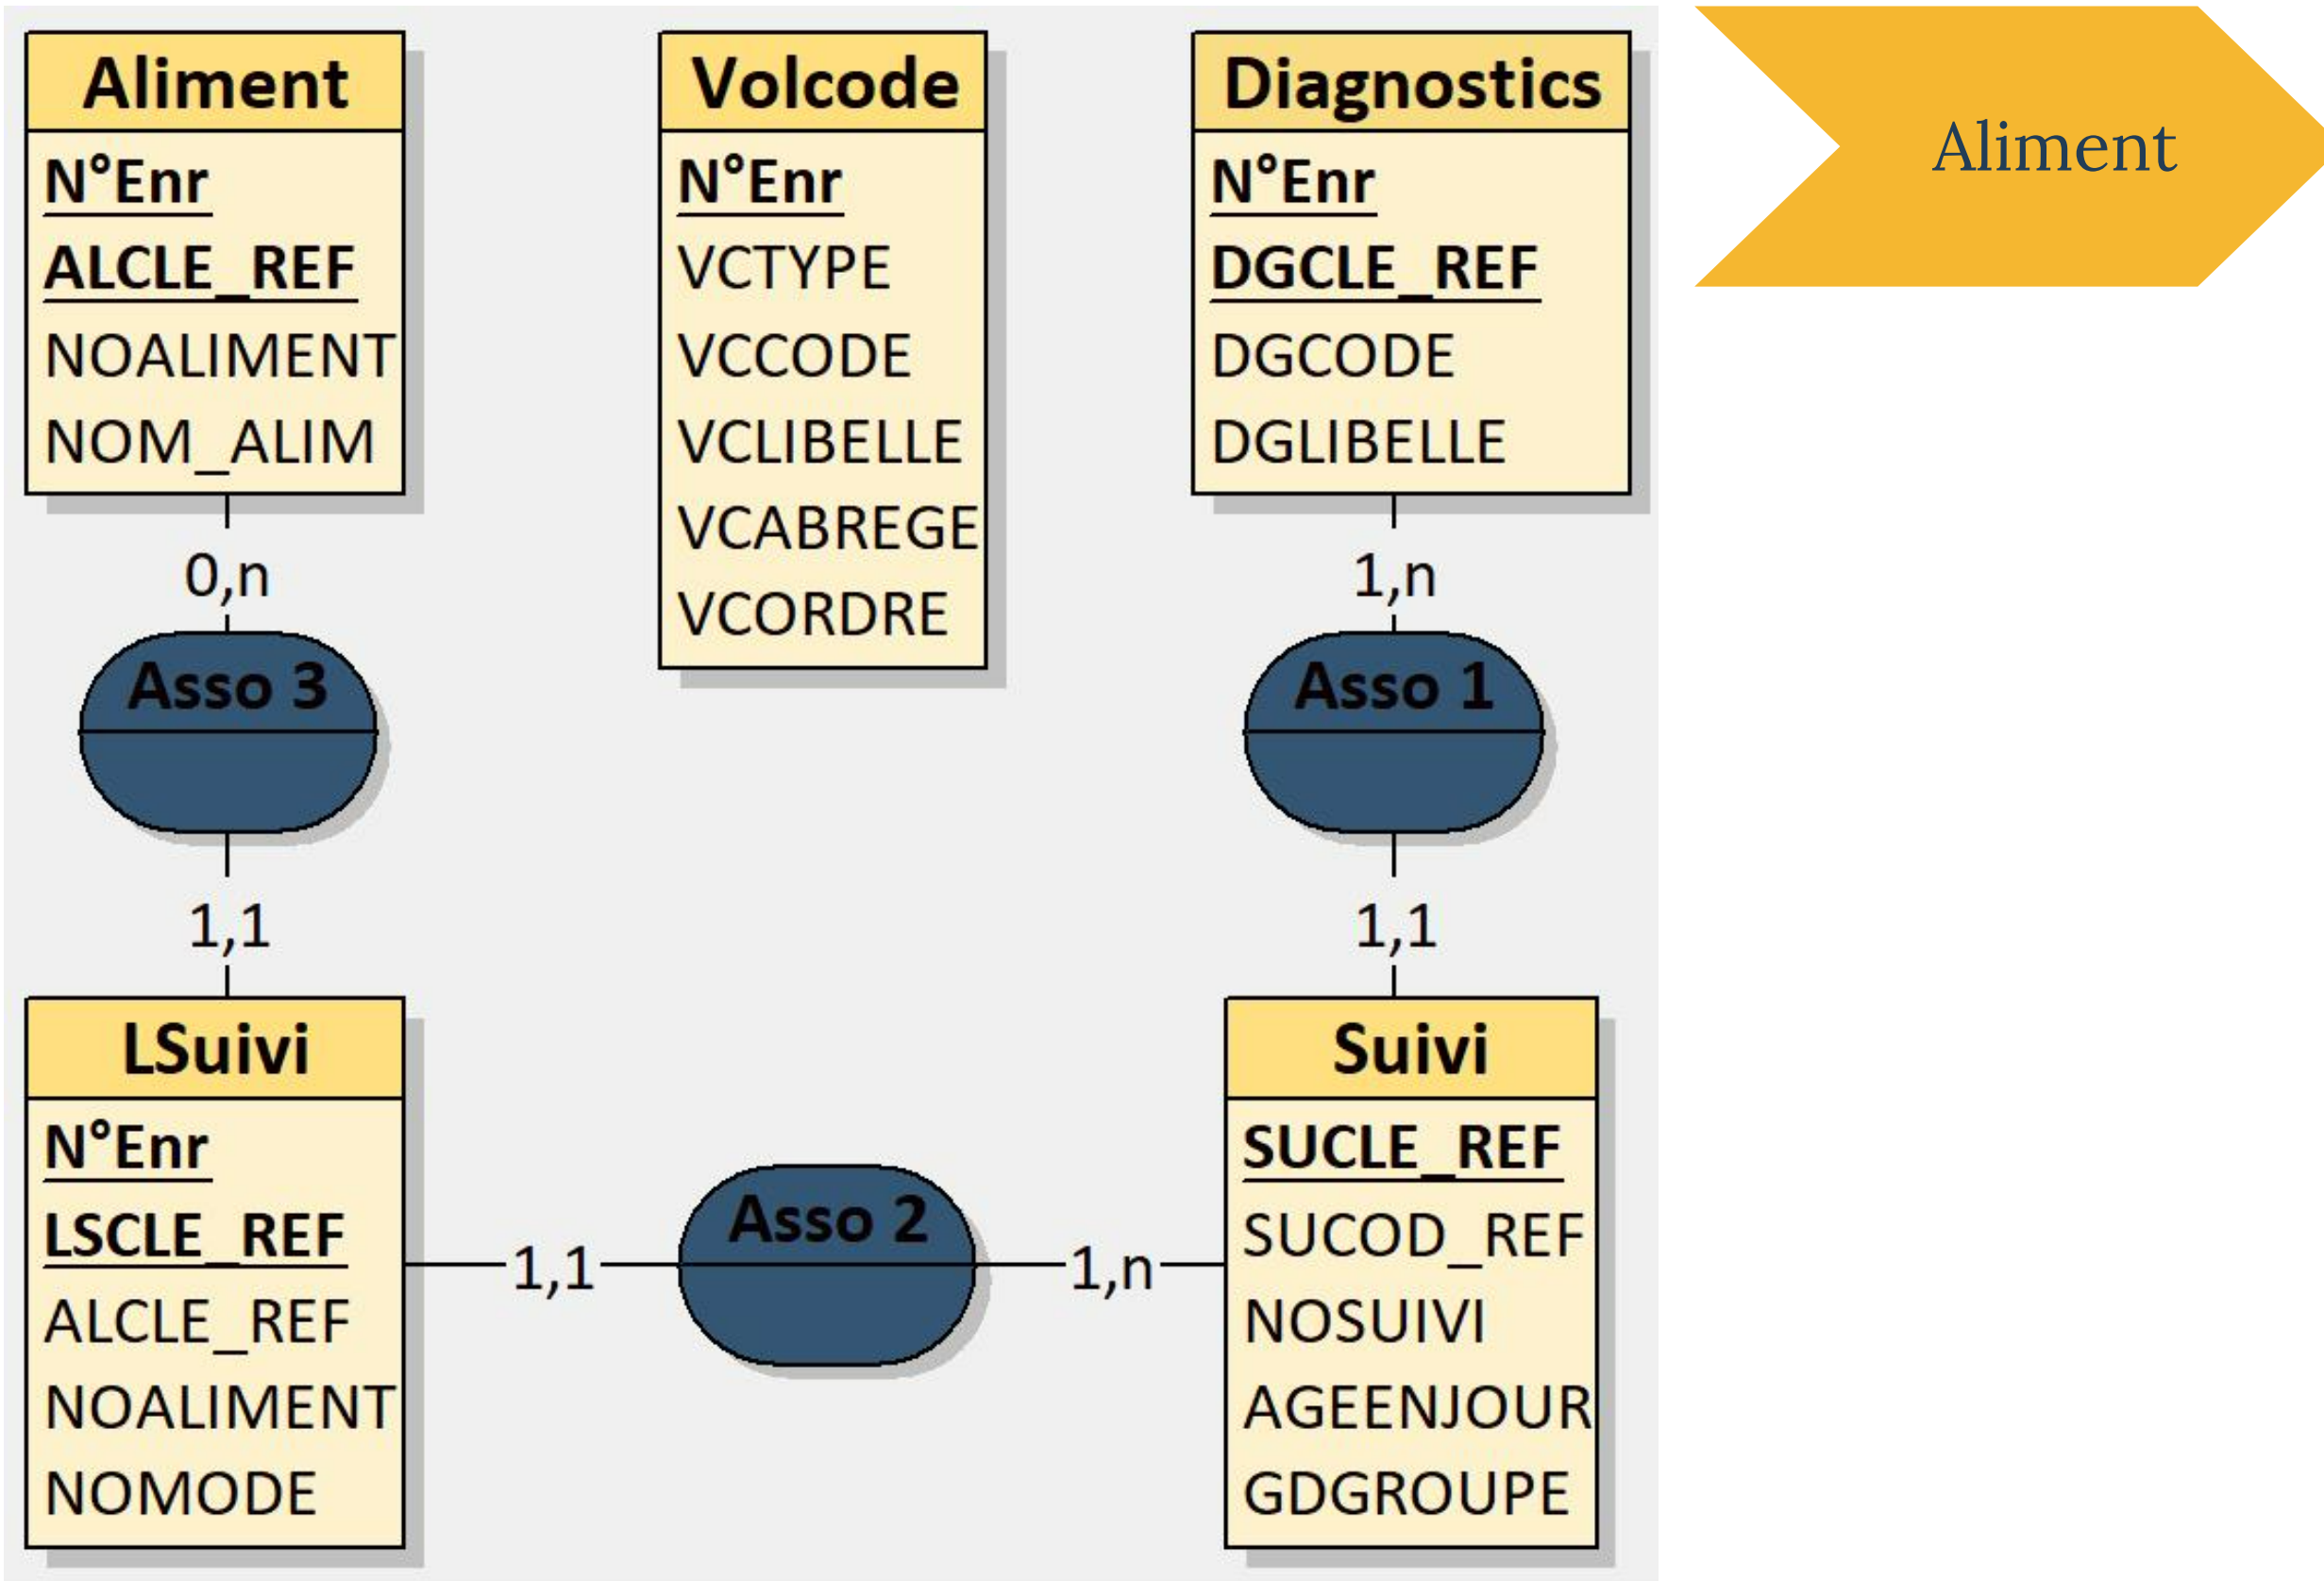 Aliment
N°Enr
ALCLE_REF
NOALIMENT
NOM_ALIM
Volcode
N°Enr
VCTYPE
VCCODE
VCLIBELLE
VCABREGE
VCORDRE
Diagnostics
N°Enr
DGCLE_REF
DGCODE
DGLIBELLE
Aliment
0,n
Asso 3
1,1
1,n
Asso 1
1,1
LSuivi
N°Enr
LSCLE_REF
ALCLE_REF
NOALIMENT
NOMODE
1,1
Asso 2
1,n
Suivi
SUCLE_REF
SUCOD_REF
NOSUIVI
AGEENJOUR
GDGROUPE